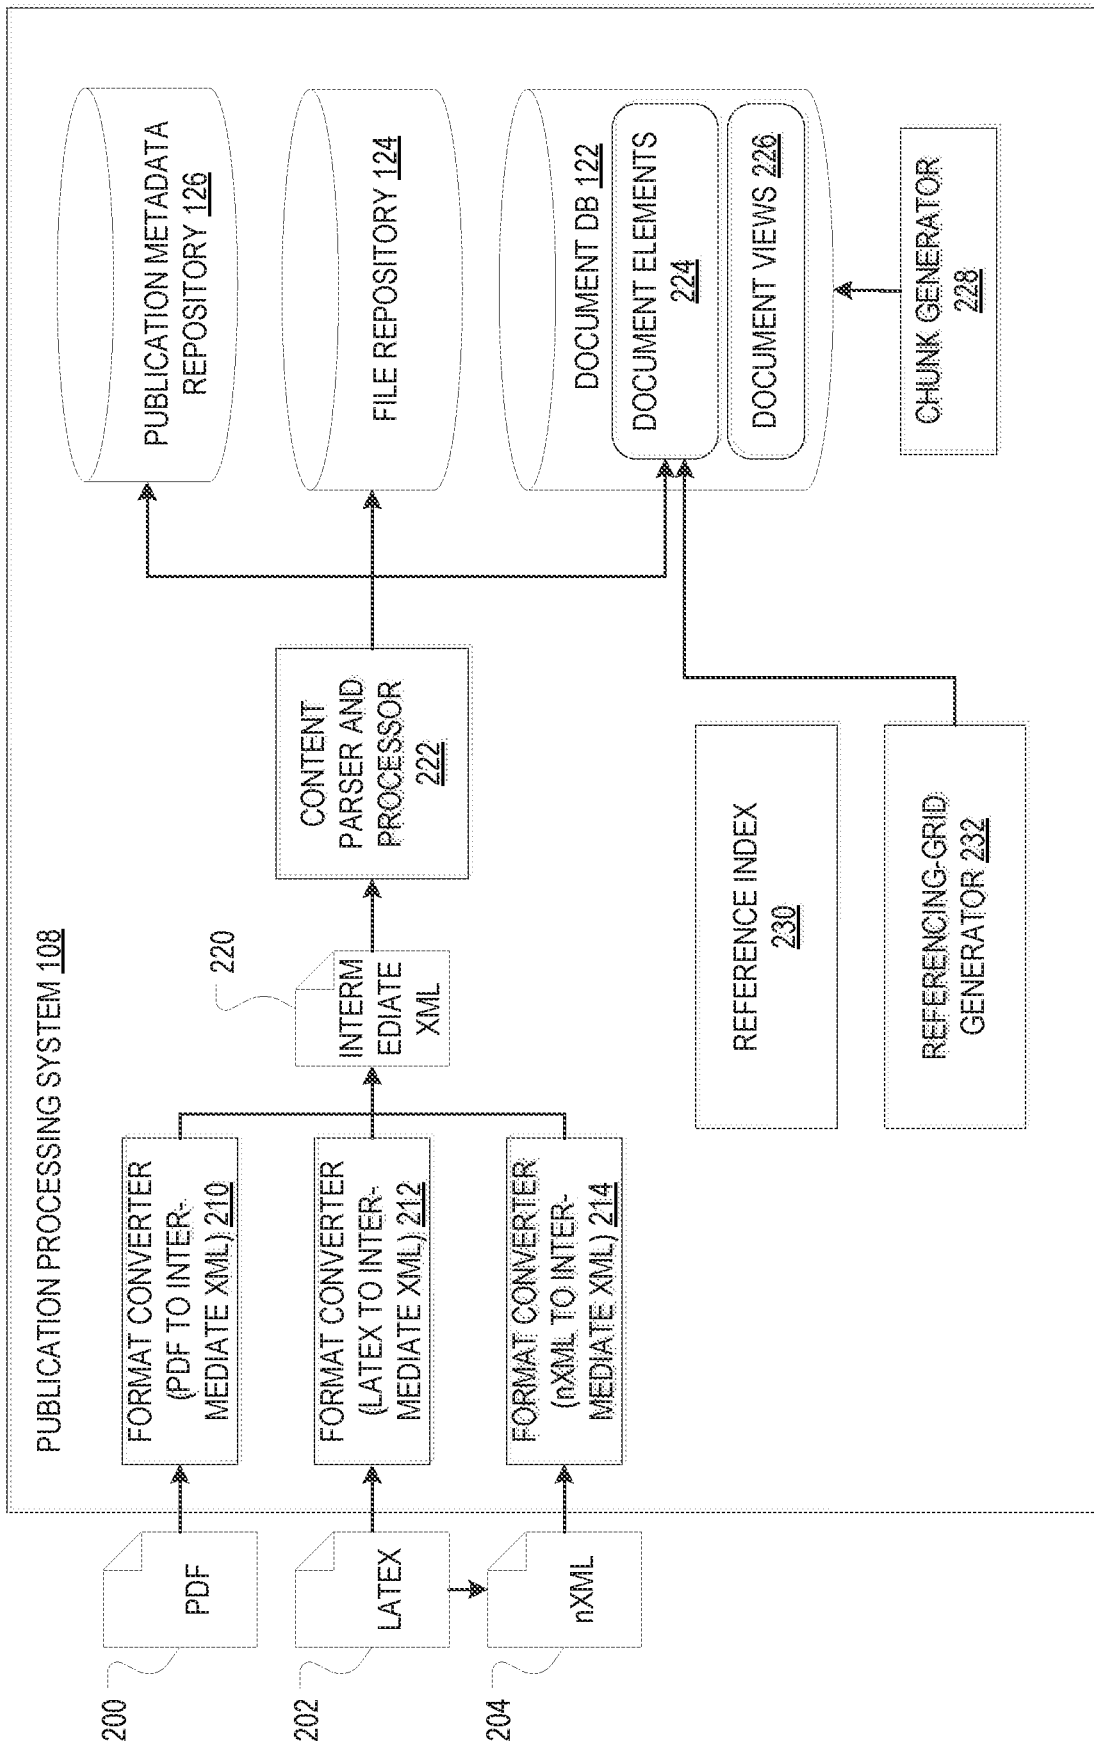 PUBLICATION PROCESSING SYSTEM 108
200
PDF
202
LATEX
204
nXML
FORMAT CONVERTER
(PDF TO INTER-
MEDIATE XML) 210
FORMAT CONVERTER
(LATEX TO INTER-
MEDIATE XML) 212
FORMAT CONVERTER
(nXML TO INTER-
MEDIATE XML) 214
220
INTERM
EDIATE
XML
CONTENT
PARSER AND
PROCESSOR
222
PUBLICATION METADATA
REPOSITORY 126
FILE REPOSITORY 124
DOCUMENT DB 122
DOCUMENT ELEMENTS
224
DOCUMENT VIEWS 226
CHUNK GENERATOR
228
REFERENCE INDEX
230
REFERENCING-GRID
GENERATOR 232